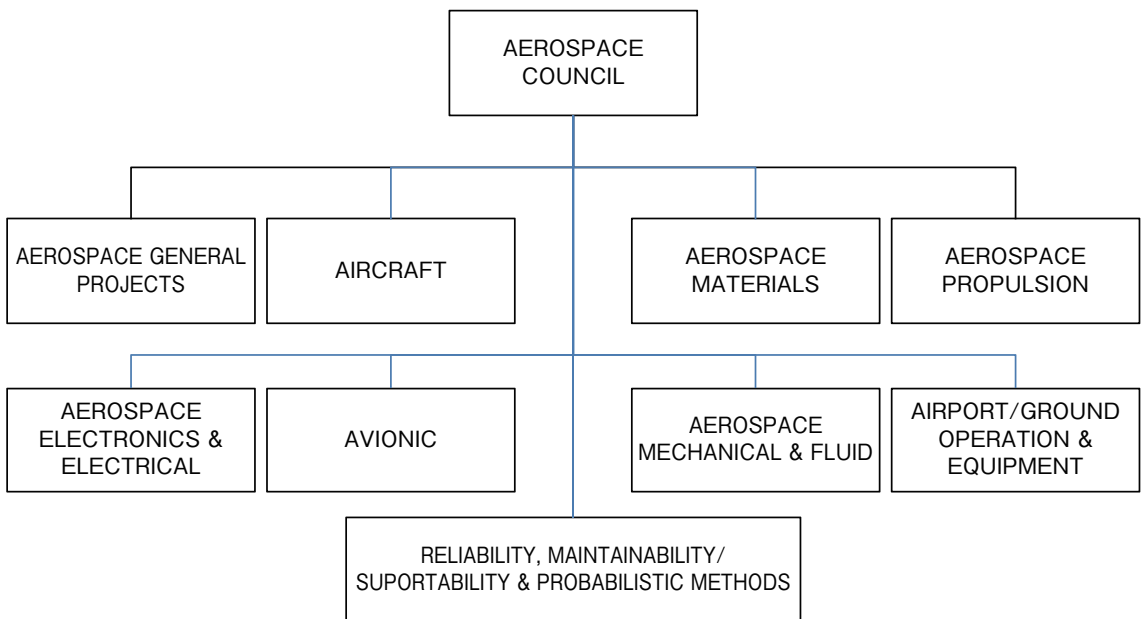 AEROSPACE
COUNCIL
AEROSPACE GENERAL
PROJECTS
AIRCRAFT
AEROSPACE
MATERIALS
AEROSPACE
PROPULSION
AEROSPACE
ELECTRONICS &
ELECTRICAL
AVIONIC
AEROSPACE
MECHANICAL & FLUID
AIRPORT/GROUND
OPERATION &
EQUIPMENT
RELIABILITY, MAINTAINABILITY/
SUPORTABILITY & PROBABILISTIC METHODS